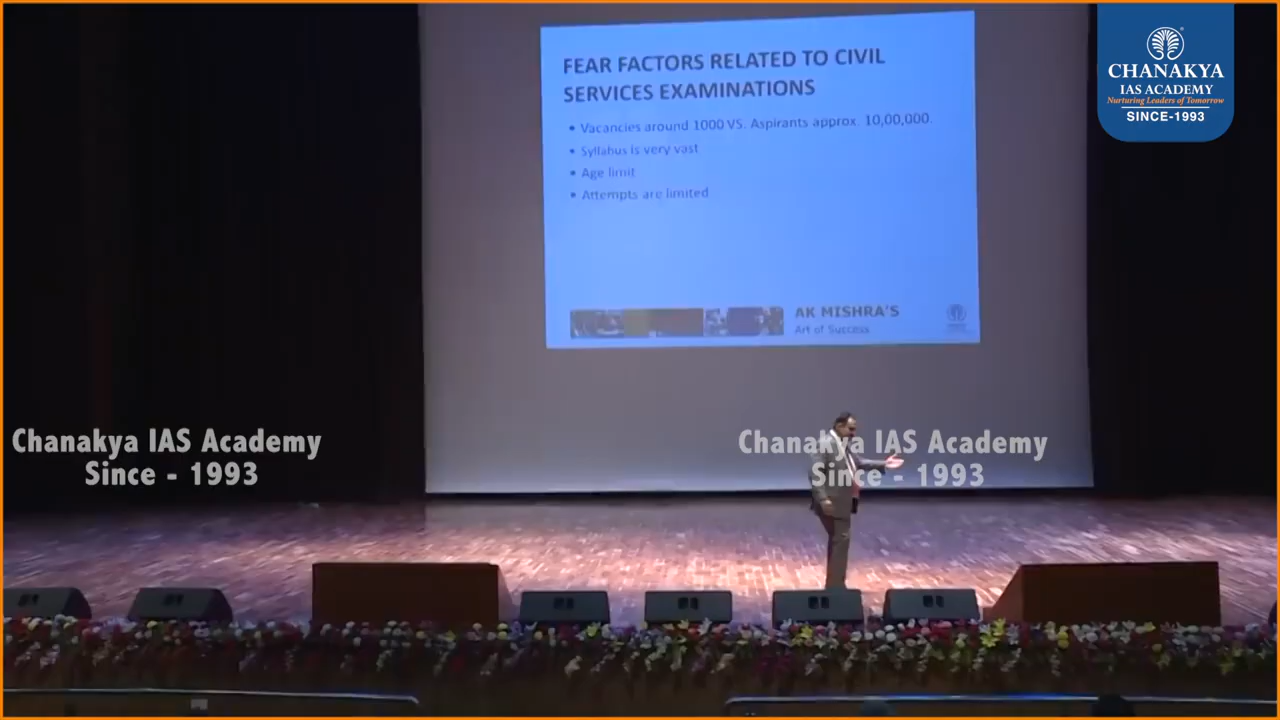 FEAR FACTORS RELATED TO CIVIL
SERVICES EXAMINATIONS
• Vacancies around 1000 VS. Aspirants approx. 10,00,000.
• Syllabus is very vast
• Age limit
• Attempts are limited
AK MISHRA'S
Art of Success
CHANAKYA
IAS ACADEMY
Nurturing Leaders of Tomorrow
SINCE-1993
Chanakya IAS Academy
Since - 1993
Chanakya IAS Academy
Since - 1993